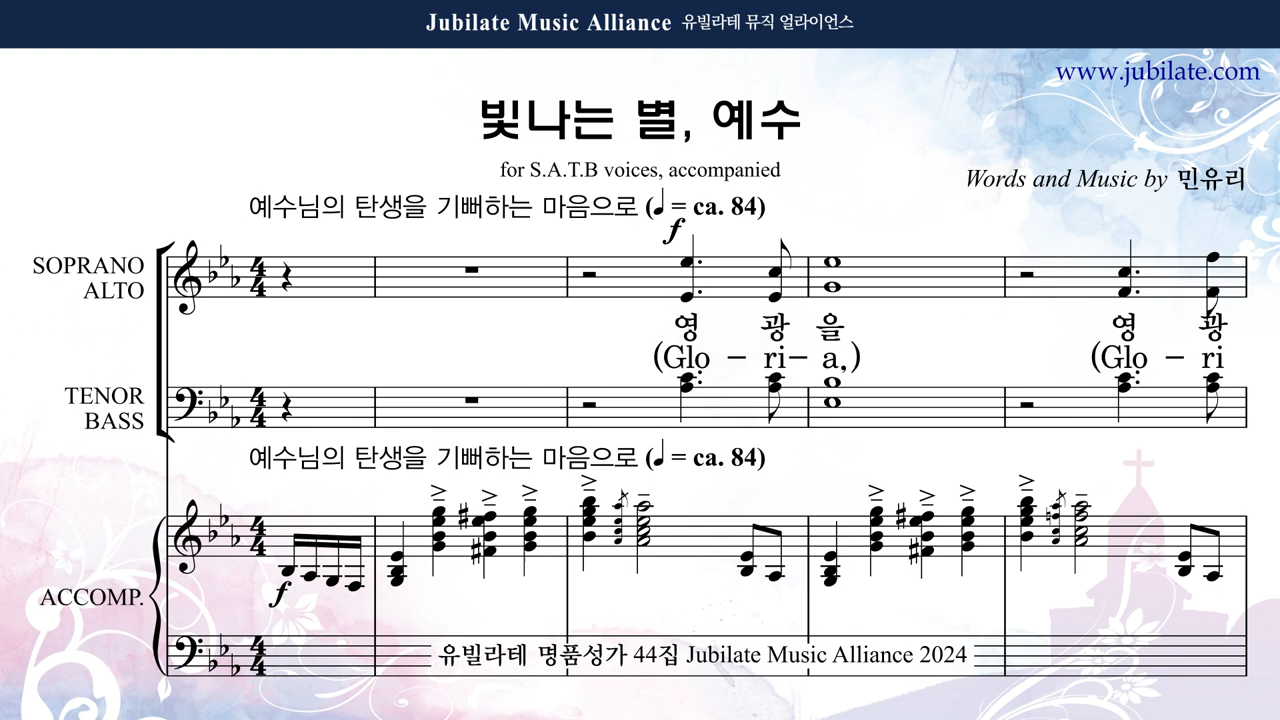 Jubilate Music Alliance 유빌라테 뮤직 얼라이언스
www.jubilate.com
빛나는 별, 예수
for S.A.T.B voices, accompanied
Words and Music by 민유리
예수님의 탄생을 기뻐하는 마음으로 (♩ = ca. 84)
f
SOPRANO
ALTO
영 광 을 영 광
(Glo – ri – a,) (Glo – ri
TENOR
BASS
예수님의 탄생을 기뻐하는 마음으로 (♩ = ca. 84)
f
ACCOMP.
유빌라테 명품성가 44집 Jubilate Music Alliance 2024